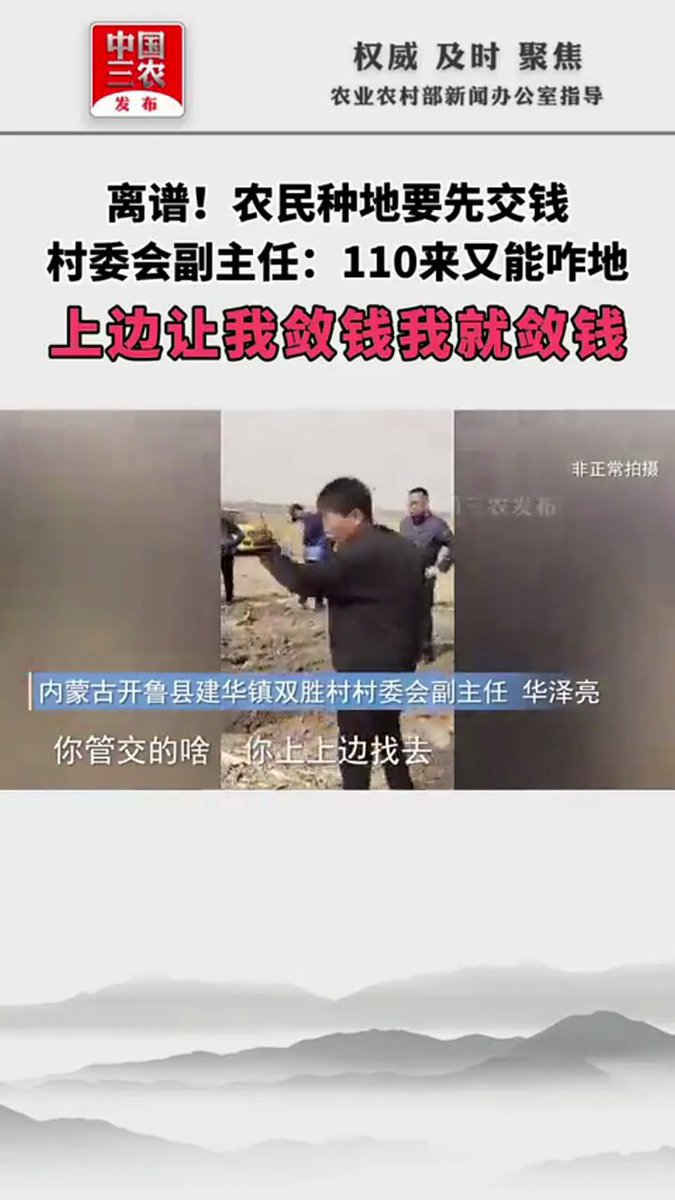 中国
三农
发布
权威 及时 聚焦
农业农村部新闻办公室指导
离谱！农民种地要先交钱
村委会副主任：110来又能咋地
上边让我敛钱我就敛钱
非正常拍摄
三农发布
内蒙古开鲁县建华镇双胜村村委会副主任 华泽亮
你管交的啥 你上上边找去